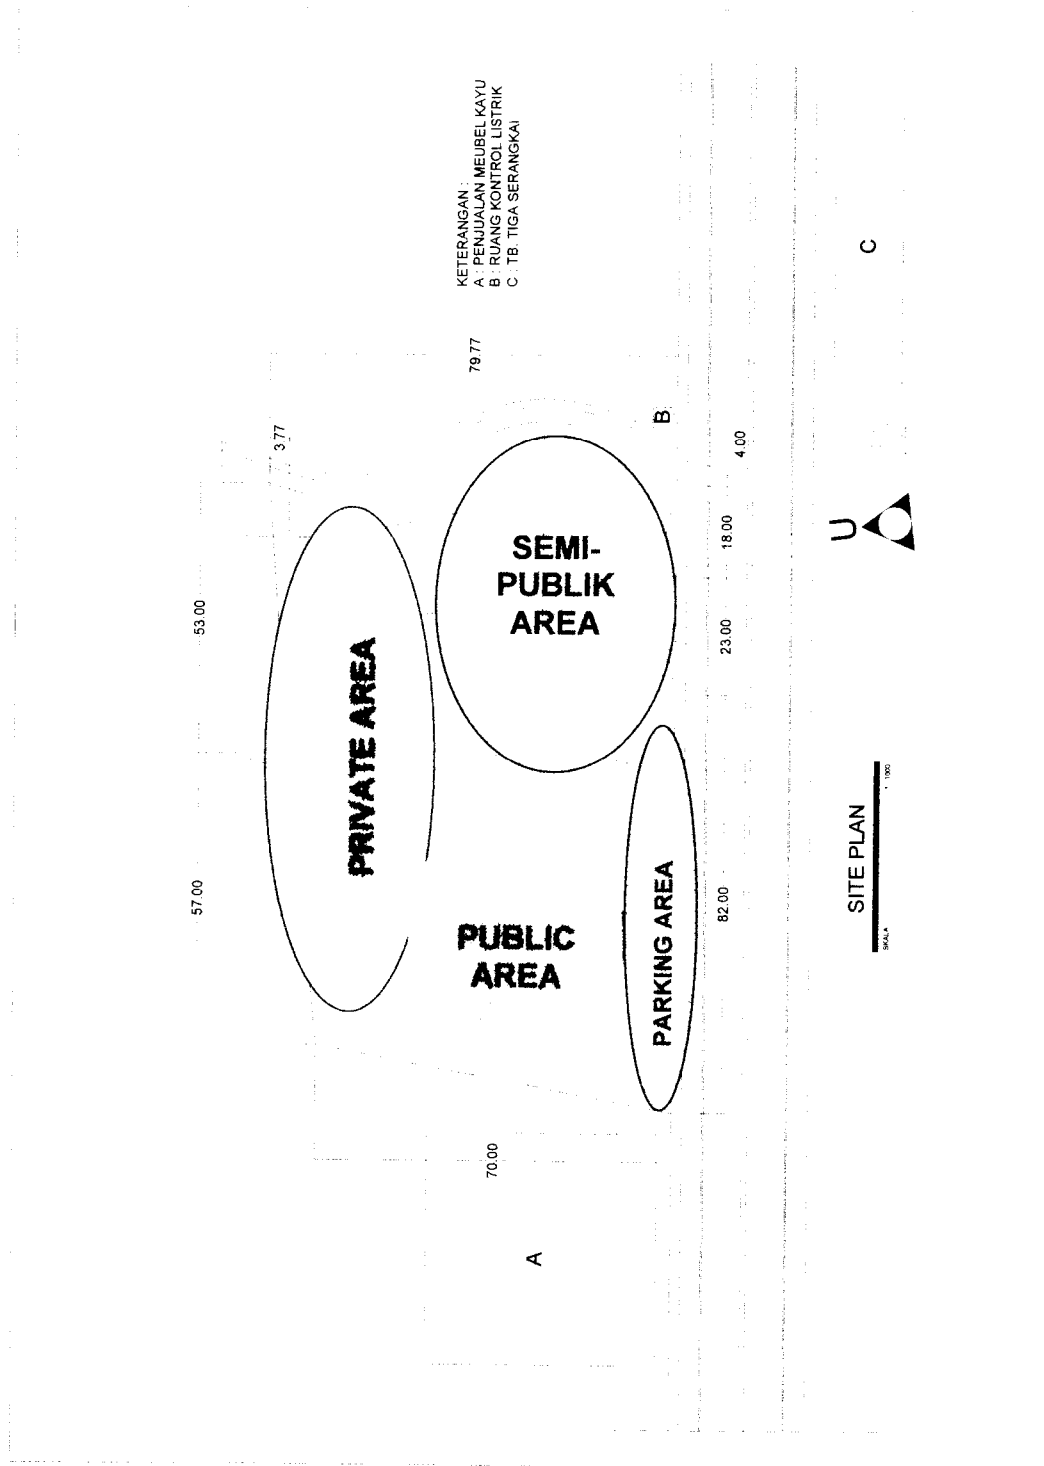 KETERANGAN :
A : PENJUALAN MEUBEL KAYU
B : RUANG KONTROL LISTRIK
C : TB. TIGA SERANGKAI
79.77
3.77
53.00
57.00
70.00
PRIVATE AREA
SEMI-
PUBLIK
AREA
PUBLIC
AREA
PARKING AREA
A
B
C
4.00
18.00
23.00
82.00
U
SITE PLAN
SKALA 1 : 1000